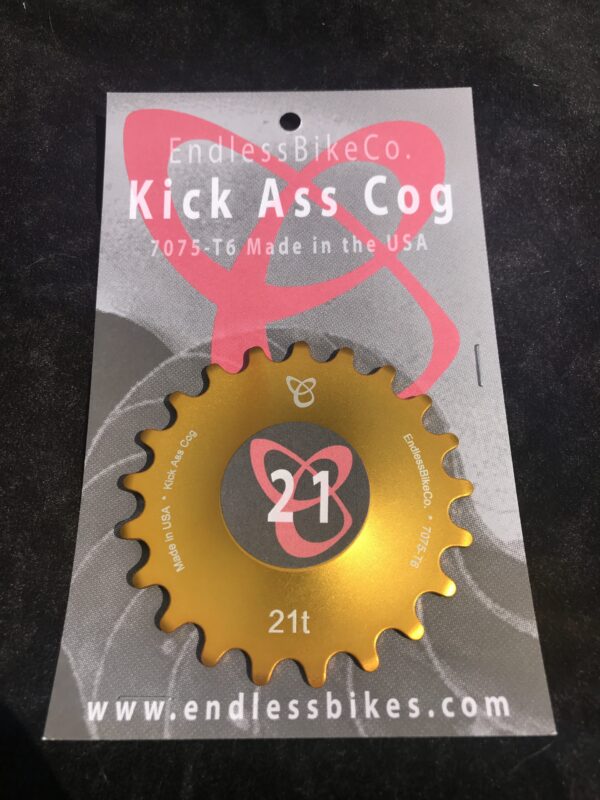 EndlessBikeCo.
Kick Ass Cog
7075-T6 Made in the USA
Made in USA * Kick Ass Cog
EndlessBikeCo. * 7075-T6
21
21t
www.endlessbikes.com